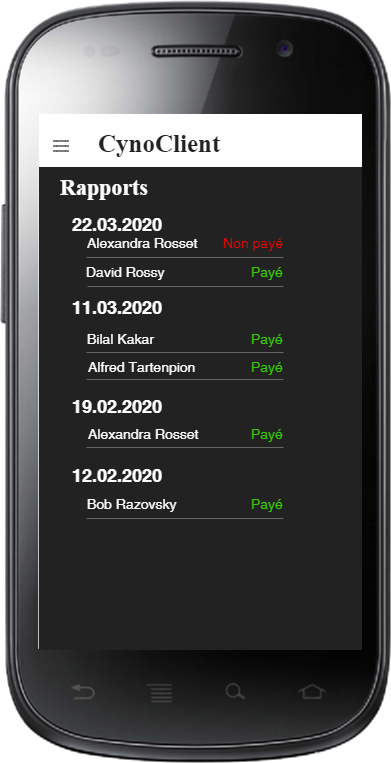 CynoClient
Rapports
22.03.2020
Alexandra Rosset Non payé
David Rossy Payé
11.03.2020
Bilal Kakar Payé
Alfred Tartenpion Payé
19.02.2020
Alexandra Rosset Payé
12.02.2020
Bob Razovsky Payé